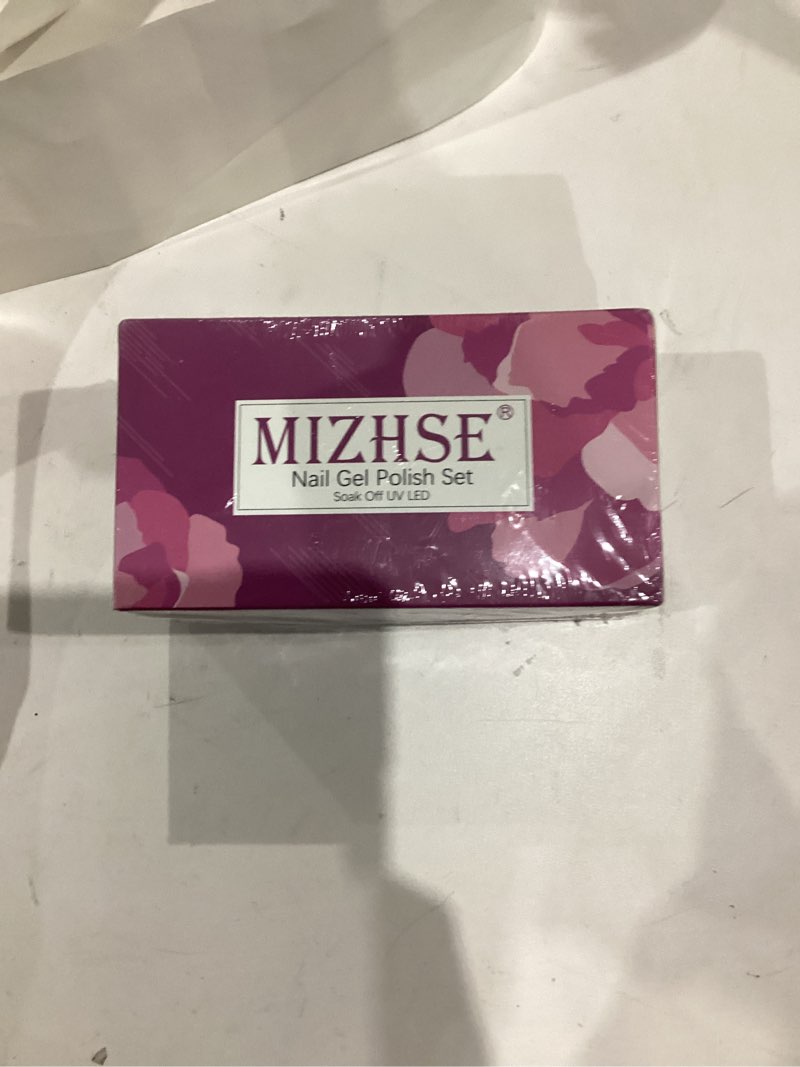 MIZHSE®
Nail Gel Polish Set
Soak Off UV LED